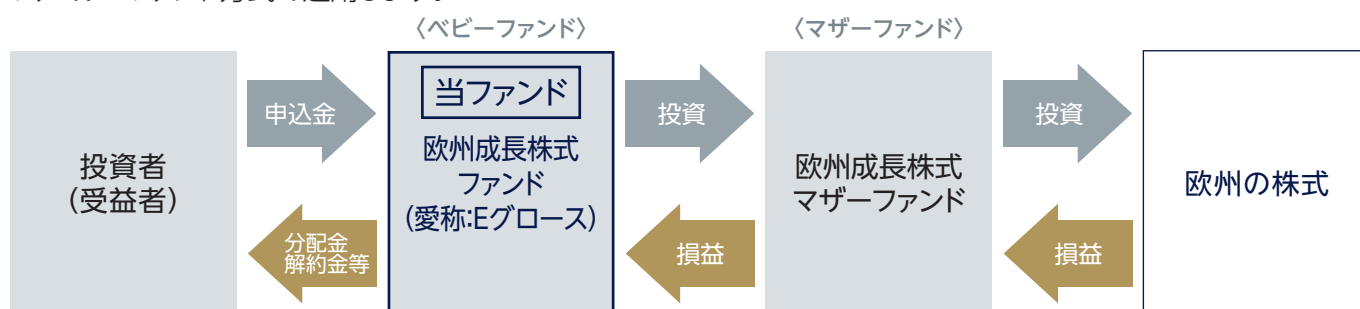 〈ベビーファンド〉
〈マザーファンド〉
投資者
(受益者)
申込金
分配金
解約金等
当ファンド
欧州成長株式
ファンド
(愛称:Eグロース)
投資
損益
欧州成長株式
マザーファンド
投資
損益
欧州の株式